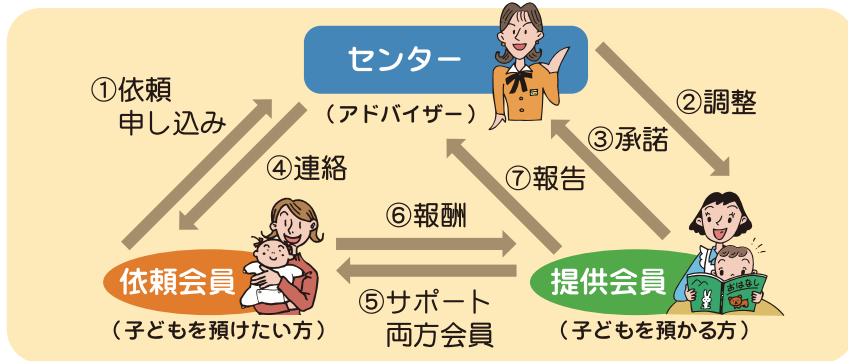 センター
（アドバイザー）
①依頼
申し込み
②調整
③承諾
④連絡
⑦報告
⑥報酬
依頼会員
（子どもを預けたい方）
⑤サポート
両方会員
提供会員
（子どもを預かる方）
おはなし